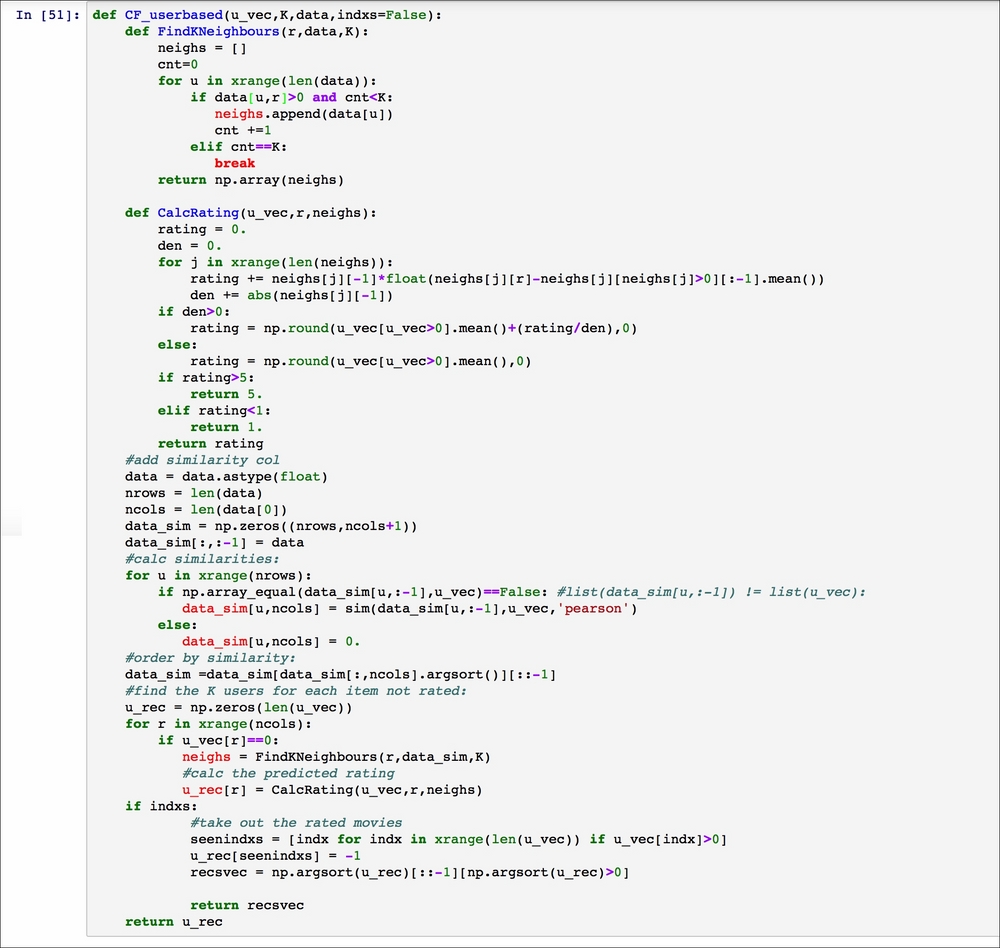 In [51]: def CF_userbased(u_vec,K,data,indxs=False):
    def FindKNeighbours(r,data,K):
        neighs = []
        cnt=0
        for u in xrange(len(data)):
            if data[u,r]>0 and cnt<K:
               neighs.append(data[u])
               cnt +=1
            elif cnt==K:
               break
        return np.array(neighs)

    def CalcRating(u_vec,r,neighs):
        rating = 0.
        den = 0.
        for j in xrange(len(neighs)):
            rating += neighs[j][-1]*float(neighs[j][r]-neighs[j][neighs[j]>0][:-1].mean())
            den += abs(neighs[j][-1])
        if den>0:
            rating = np.round(u_vec[u_vec>0].mean()+(rating/den),0)
        else:
            rating = np.round(u_vec[u_vec>0].mean(),0)
        if rating>5:
            return 5.
        elif rating<1:
            return 1.
        return rating
    #add similarity col
    data = data.astype(float)
    nrows = len(data)
    ncols = len(data[0])
    data_sim = np.zeros((nrows,ncols+1))
    data_sim[:,:-1] = data
    #calc similarities:
    for u in xrange(nrows):
        if np.array_equal(data_sim[u,:-1],u_vec)==False: #list(data_sim[u,:-1]) != list(u_vec):
           data_sim[u,ncols] = sim(data_sim[u,:-1],u_vec,'pearson')
        else:
           data_sim[u,ncols] = 0.
    #order by similarity:
    data_sim =data_sim[data_sim[:,ncols].argsort()][::-1]
    #find the K users for each item not rated:
    u_rec = np.zeros(len(u_vec))
    for r in xrange(ncols):
        if u_vec[r]==0:
           neighs = FindKNeighbours(r,data_sim,K)
           #calc the predicted rating
           u_rec[r] = CalcRating(u_vec,r,neighs)
    if indxs:
            #take out the rated movies
            seenindxs = [indx for indx in xrange(len(u_vec)) if u_vec[indx]>0]
            u_rec[seenindxs] = -1
            recsvec = np.argsort(u_rec)[::-1][np.argsort(u_rec)>0]

            return recsvec
    return u_rec